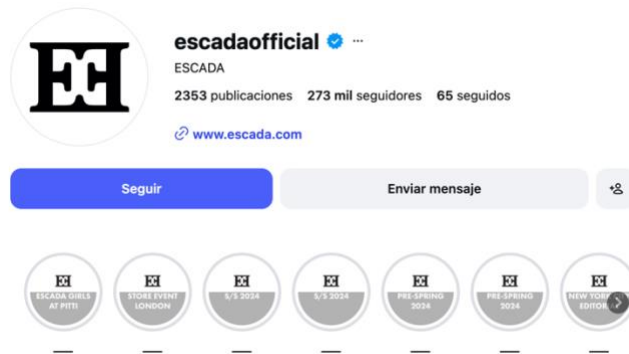 escadaofficial
ESCADA
2353 publicaciones 273 mil seguidores 65 seguidos
www.escada.com
Seguir
Enviar mensaje
ESCADA GIRLS
AT PITTI
STORE EVENT
LONDON
S/S 2024
S/S 2024
PRE-SPRING
2024
PRE-SPRING
2024
NEW YORK
EDITORIAL